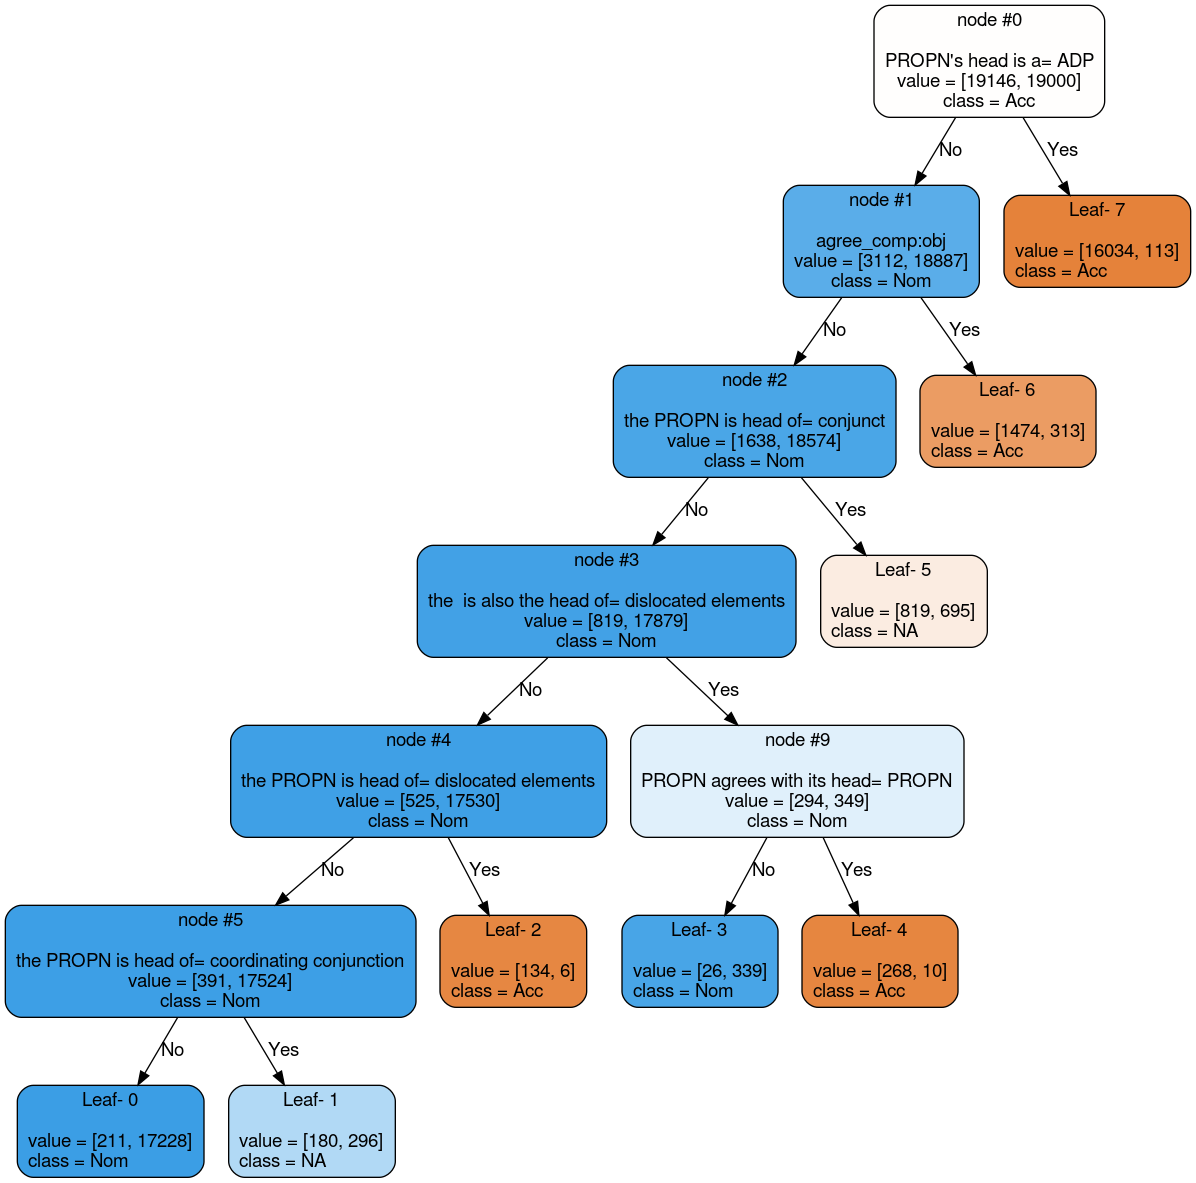 node #0
PROPN's head is a= ADP
value = [19146, 19000]
class = Acc
No
Yes
node #1
agree_comp:obj
value = [3112, 18887]
class = Nom
Leaf- 7
value = [16034, 113]
class = Acc
No
Yes
node #2
the PROPN is head of= conjunct
value = [1638, 18574]
class = Nom
Leaf- 6
value = [1474, 313]
class = Acc
No
Yes
node #3
the  is also the head of= dislocated elements
value = [819, 17879]
class = Nom
Leaf- 5
value = [819, 695]
class = NA
No
Yes
node #4
the PROPN is head of= dislocated elements
value = [525, 17530]
class = Nom
node #9
PROPN agrees with its head= PROPN
value = [294, 349]
class = Nom
No
Yes
No
Yes
node #5
the PROPN is head of= coordinating conjunction
value = [391, 17524]
class = Nom
Leaf- 2
value = [134, 6]
class = Acc
Leaf- 3
value = [26, 339]
class = Nom
Leaf- 4
value = [268, 10]
class = Acc
No
Yes
Leaf- 0
value = [211, 17228]
class = Nom
Leaf- 1
value = [180, 296]
class = NA